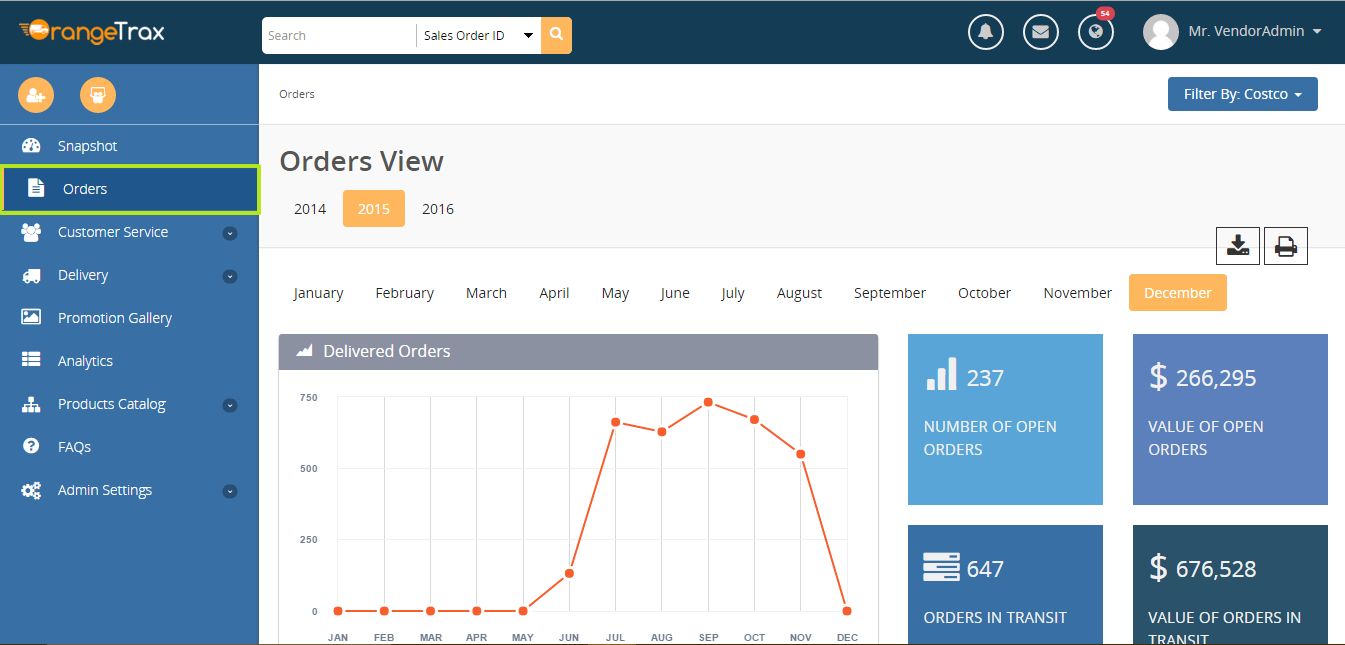 OrangeTrax
Search
Sales Order ID
54
Mr. VendorAdmin
Orders
Filter By: Costco
Snapshot
Orders
Customer Service
Delivery
Promotion Gallery
Analytics
Products Catalog
FAQs
Admin Settings
Orders View
2014 2015 2016
January February March April May June July August September October November December
Delivered Orders
750
500
250
0
JAN FEB MAR APR MAY JUN JUL AUG SEP OCT NOV DEC
237
NUMBER OF OPEN
ORDERS
$ 266,295
VALUE OF OPEN
ORDERS
647
ORDERS IN TRANSIT
$ 676,528
VALUE OF ORDERS IN
TRANSIT